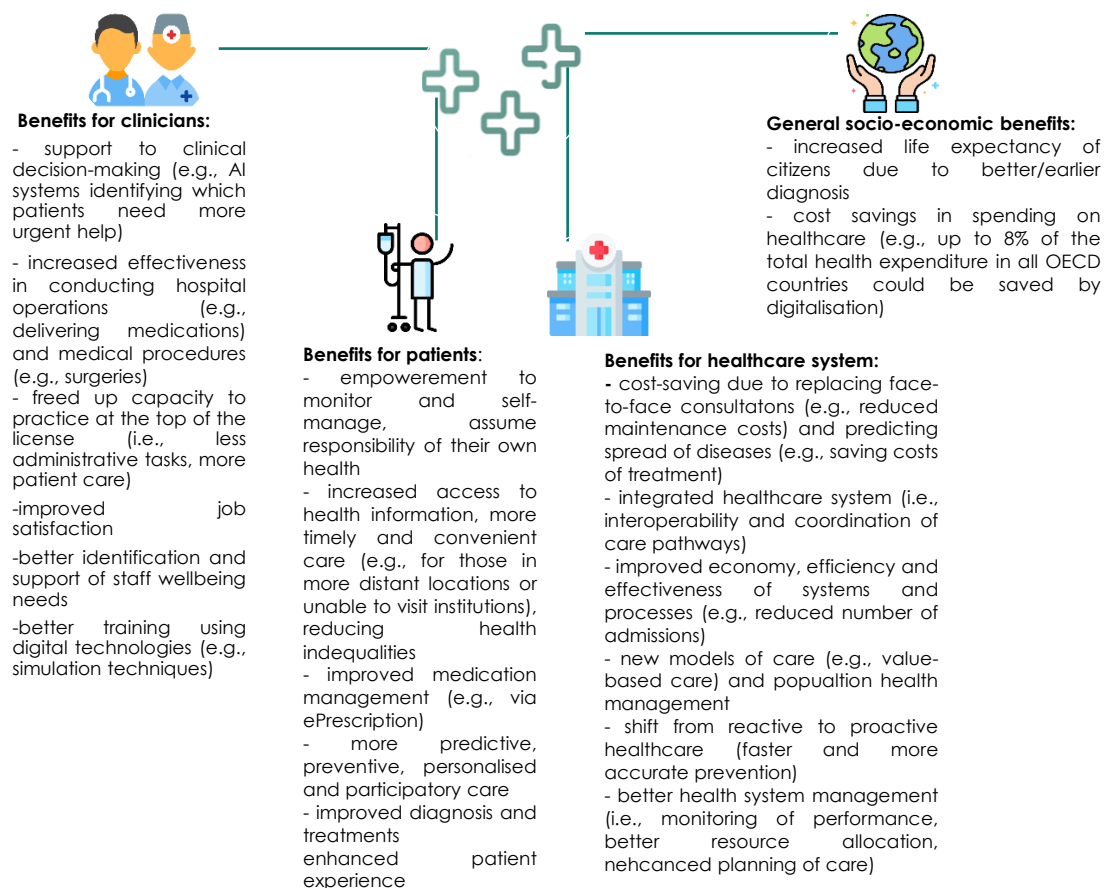 Benefits for clinicians:
- support to clinical
decision-making (e.g., AI
systems identifying which
patients need more
urgent help)
- increased effectiveness
in conducting hospital
operations (e.g.,
delivering medications)
and medical procedures
(e.g., surgeries)
- freed up capacity to
practice at the top of the
license (i.e., less
administrative tasks, more
patient care)
-improved job
satisfaction
-better identification and
support of staff wellbeing
needs
-better training using
digital technologies (e.g.,
simulation techniques)
Benefits for patients:
- empowerement to
monitor and self-
manage, assume
responsibility of their own
health
- increased access to
health information, more
timely and convenient
care (e.g., for those in
more distant locations or
unable to visit institutions),
reducing health
indequalities
- improved medication
management (e.g., via
ePrescription)
- more predictive,
preventive, personalised
and participatory care
- improved diagnosis and
treatments
enhanced patient
experience
Benefits for healthcare system:
- cost-saving due to replacing face-
to-face consultatons (e.g., reduced
maintenance costs) and predicting
spread of diseases (e.g., saving costs
of treatment)
- integrated healthcare system (i.e.,
interoperability and coordination of
care pathways)
- improved economy, efficiency and
effectiveness of systems and
processes (e.g., reduced number of
admissions)
- new models of care (e.g., value-
based care) and popualtion health
management
- shift from reactive to proactive
healthcare (faster and more
accurate prevention)
- better health system management
(i.e., monitoring of performance,
better resource allocation,
nehcanced planning of care)
General socio-economic benefits:
- increased life expectancy of
citizens due to better/earlier
diagnosis
- cost savings in spending on
healthcare (e.g., up to 8% of the
total health expenditure in all OECD
countries could be saved by
digitalisation)